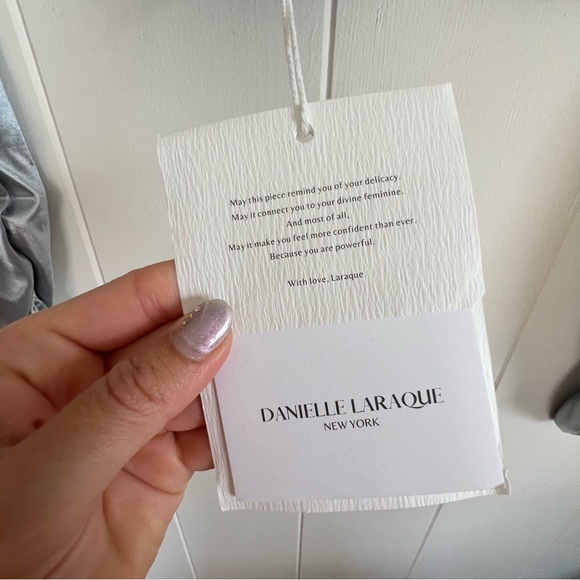 May this piece remind you of your delicacy.
May it connect you to your divine feminine.
And most of all,
May it make you feel more confident than ever.
Because you are powerful.
With love, Laraque
DANIELLE LARAQUE
NEW YORK